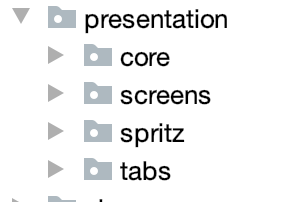 presentation
core
screens
spritz
tabs